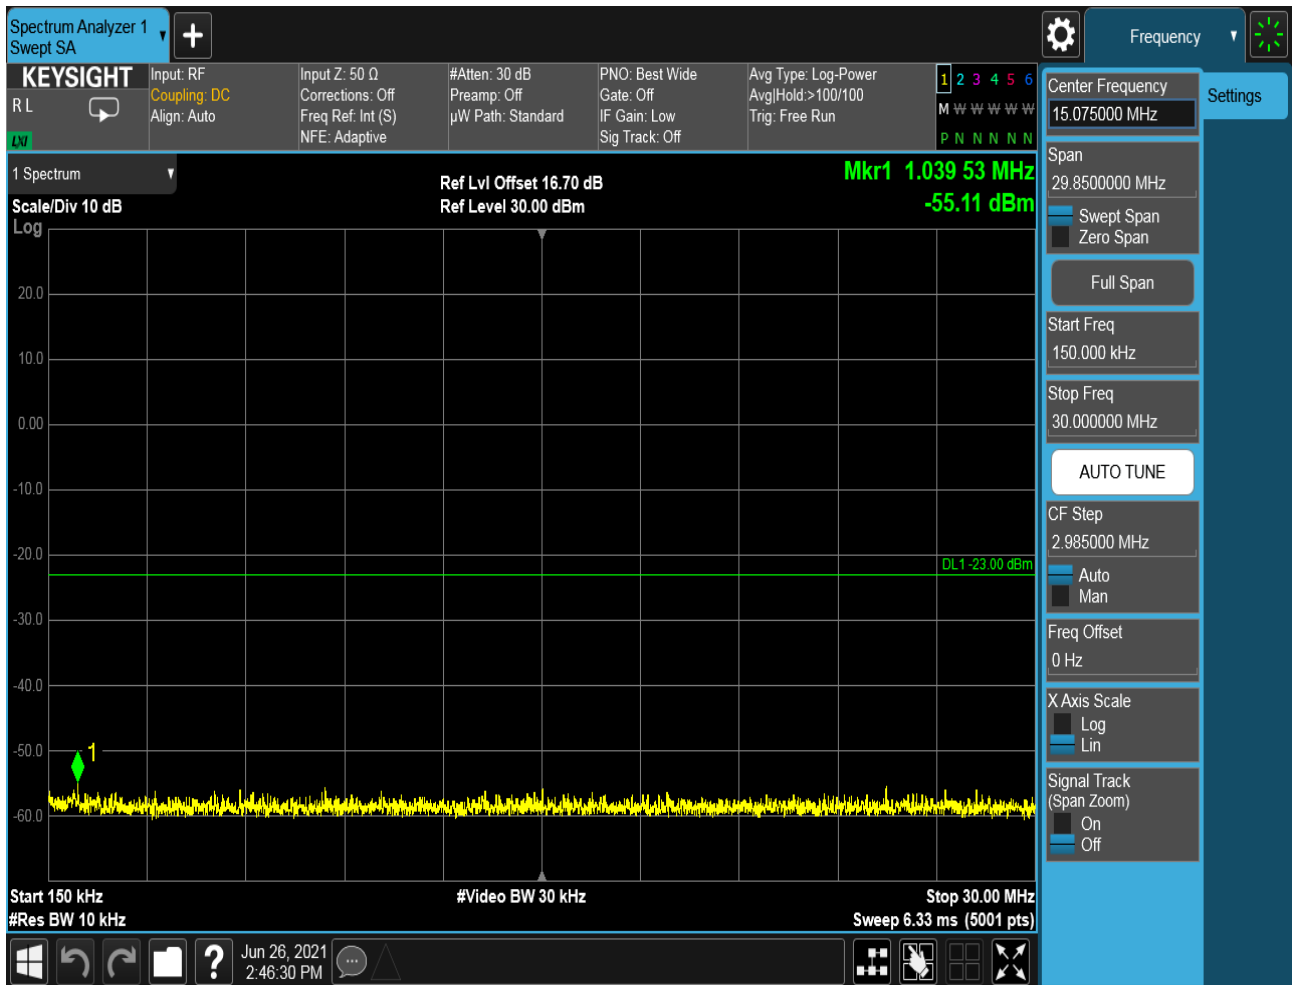 Spectrum Analyzer 1
Swept SA
Frequency
KEYSIGHT
R L
LXI
Input: RF
Coupling: DC
Align: Auto
Input Z: 50 Ω
Corrections: Off
Freq Ref: Int (S)
NFE: Adaptive
#Atten: 30 dB
Preamp: Off
µW Path: Standard
PNO: Best Wide
Gate: Off
IF Gain: Low
Sig Track: Off
Avg Type: Log-Power
Avg|Hold:>100/100
Trig: Free Run
1 2 3 4 5 6
M W W W W W
P N N N N N
1 Spectrum
Scale/Div 10 dB
Log
Ref Lvl Offset 16.70 dB
Ref Level 30.00 dBm
Mkr1 1.039 53 MHz
-55.11 dBm
20.0
10.0
0.00
-10.0
-20.0
DL1 -23.00 dBm
-30.0
-40.0
-50.0
1
-60.0
Start 150 kHz
#Res BW 10 kHz
#Video BW 30 kHz
Stop 30.00 MHz
Sweep 6.33 ms (5001 pts)
Jun 26, 2021
2:46:30 PM
Center Frequency
15.075000 MHz
Settings
Span
29.8500000 MHz
Swept Span
Zero Span
Full Span
Start Freq
150.000 kHz
Stop Freq
30.000000 MHz
AUTO TUNE
CF Step
2.985000 MHz
Auto
Man
Freq Offset
0 Hz
X Axis Scale
Log
Lin
Signal Track
(Span Zoom)
On
Off